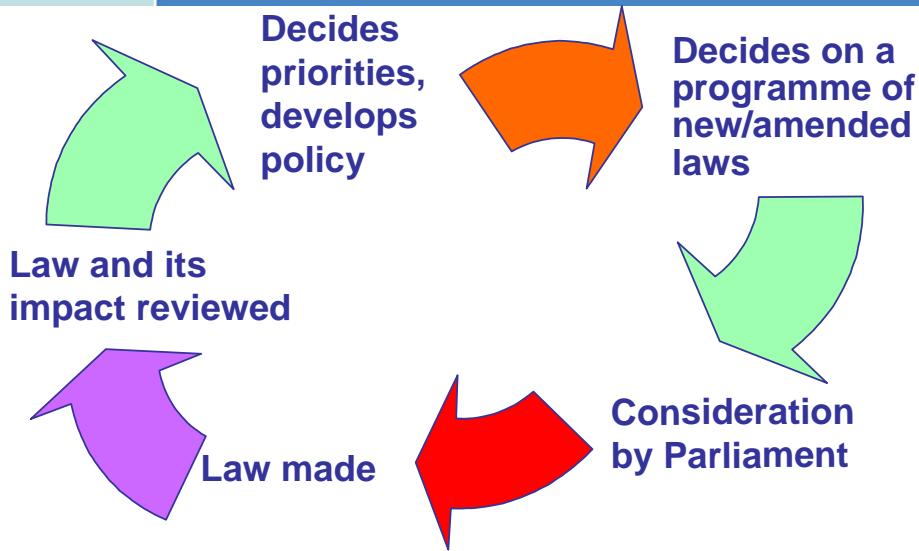 Decides
priorities,
develops
policy
Decides on a
programme of
new/amended
laws
Consideration
by Parliament
Law made
Law and its
impact reviewed